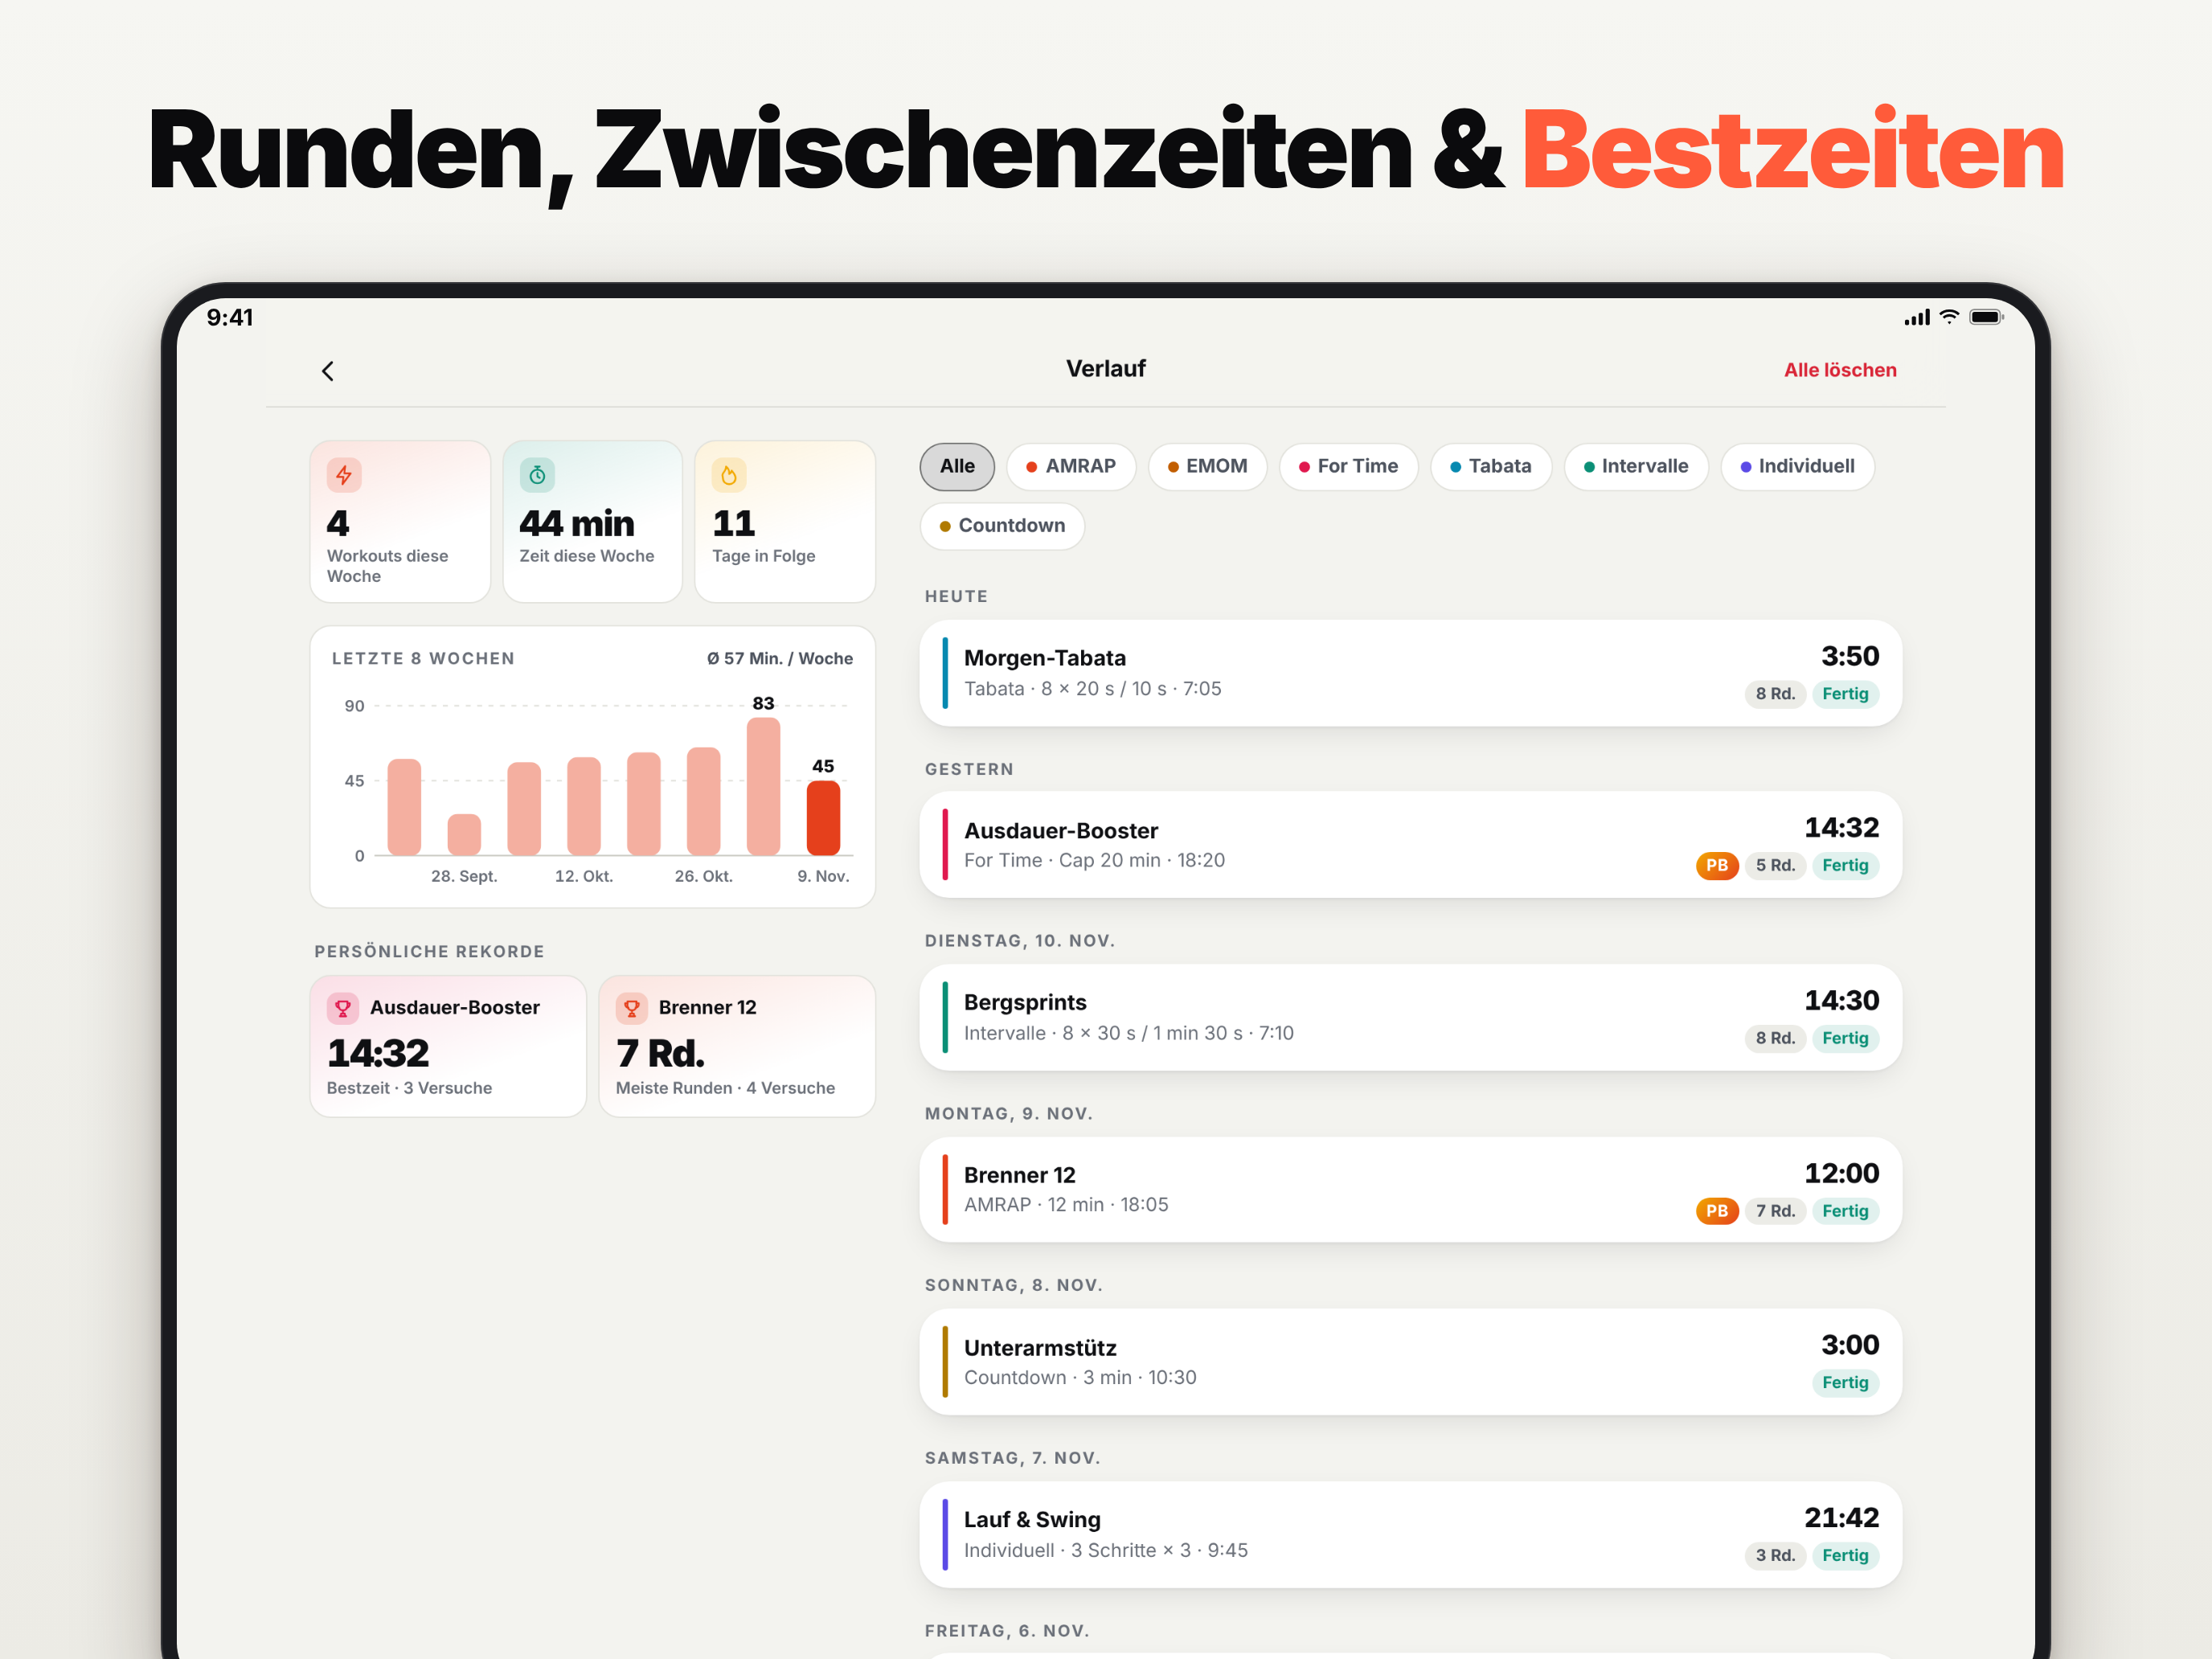 Runden, Zwischenzeiten & Bestzeiten
9:41
Verlauf
Alle löschen
4
Workouts diese
Woche
44 min
Zeit diese Woche
11
Tage in Folge
LETZTE 8 WOCHEN
Ø 57 Min. / Woche
90
45
0
83
45
28. Sept.
12. Okt.
26. Okt.
9. Nov.
PERSÖNLICHE REKORDE
Ausdauer-Booster
14:32
Bestzeit · 3 Versuche
Brenner 12
7 Rd.
Meiste Runden · 4 Versuche
Alle
AMRAP
EMOM
For Time
Tabata
Intervalle
Individuell
Countdown
HEUTE
Morgen-Tabata
Tabata · 8 × 20 s / 10 s · 7:05
3:50
8 Rd.
Fertig
GESTERN
Ausdauer-Booster
For Time · Cap 20 min · 18:20
14:32
PB
5 Rd.
Fertig
DIENSTAG, 10. NOV.
Bergsprints
Intervalle · 8 × 30 s / 1 min 30 s · 7:10
14:30
8 Rd.
Fertig
MONTAG, 9. NOV.
Brenner 12
AMRAP · 12 min · 18:05
12:00
PB
7 Rd.
Fertig
SONNTAG, 8. NOV.
Unterarmstütz
Countdown · 3 min · 10:30
3:00
Fertig
SAMSTAG, 7. NOV.
Lauf & Swing
Individuell · 3 Schritte × 3 · 9:45
21:42
3 Rd.
Fertig
FREITAG, 6. NOV.